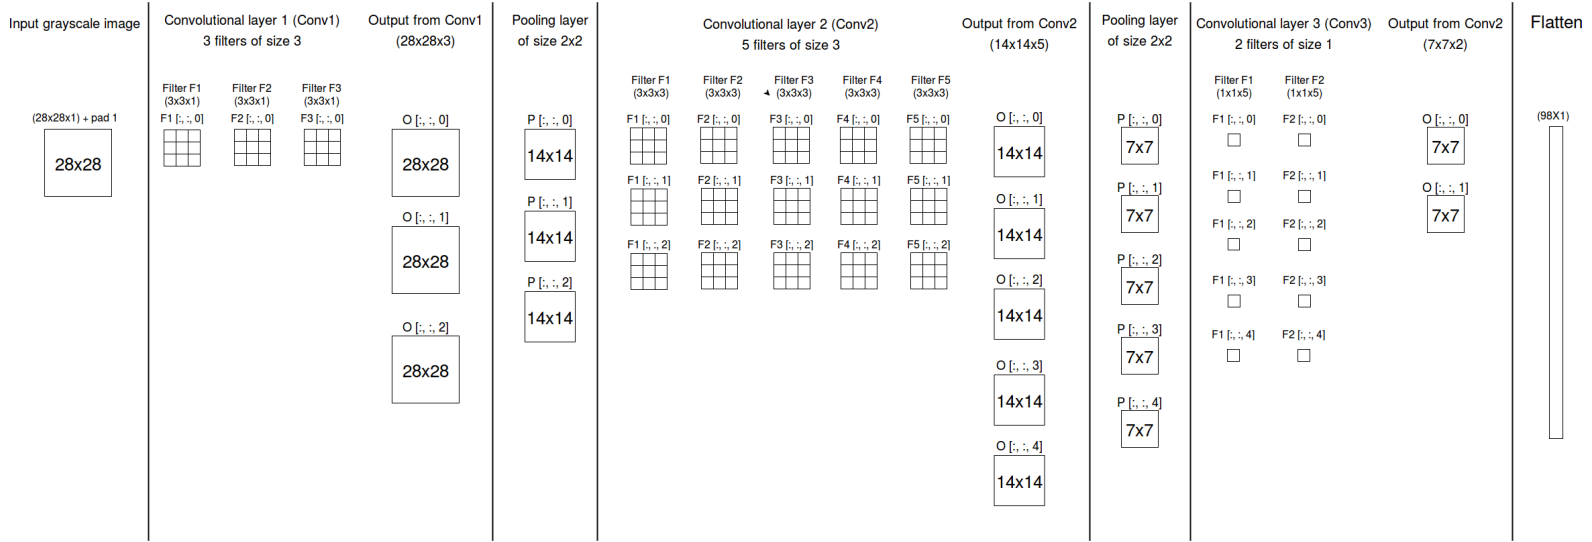 Input grayscale image
(28x28x1) + pad 1
28x28
Convolutional layer 1 (Conv1)
3 filters of size 3
Filter F1
(3x3x1)
F1 [:, :, 0]
Filter F2
(3x3x1)
F2 [:, :, 0]
Filter F3
(3x3x1)
F3 [:, :, 0]
Output from Conv1
(28x28x3)
O [:, :, 0]
28x28
O [:, :, 1]
28x28
O [:, :, 2]
28x28
Pooling layer
of size 2x2
P [:, :, 0]
14x14
P [:, :, 1]
14x14
P [:, :, 2]
14x14
Convolutional layer 2 (Conv2)
5 filters of size 3
Filter F1
(3x3x3)
Filter F2
(3x3x3)
Filter F3
(3x3x3)
Filter F4
(3x3x3)
Filter F5
(3x3x3)
F1 [:, :, 0]
F2 [:, :, 0]
F3 [:, :, 0]
F4 [:, :, 0]
F5 [:, :, 0]
F1 [:, :, 1]
F2 [:, :, 1]
F3 [:, :, 1]
F4 [:, :, 1]
F5 [:, :, 1]
F1 [:, :, 2]
F2 [:, :, 2]
F3 [:, :, 2]
F4 [:, :, 2]
F5 [:, :, 2]
Output from Conv2
(14x14x5)
O [:, :, 0]
14x14
O [:, :, 1]
14x14
O [:, :, 2]
14x14
O [:, :, 3]
14x14
O [:, :, 4]
14x14
Pooling layer
of size 2x2
P [:, :, 0]
7x7
P [:, :, 1]
7x7
P [:, :, 2]
7x7
P [:, :, 3]
7x7
P [:, :, 4]
7x7
Convolutional layer 3 (Conv3)
2 filters of size 1
Filter F1
(1x1x5)
Filter F2
(1x1x5)
F1 [:, :, 0]
F2 [:, :, 0]
F1 [:, :, 1]
F2 [:, :, 1]
F1 [:, :, 2]
F2 [:, :, 2]
F1 [:, :, 3]
F2 [:, :, 3]
F1 [:, :, 4]
F2 [:, :, 4]
Output from Conv2
(7x7x2)
O [:, :, 0]
7x7
O [:, :, 1]
7x7
Flatten
(98X1)